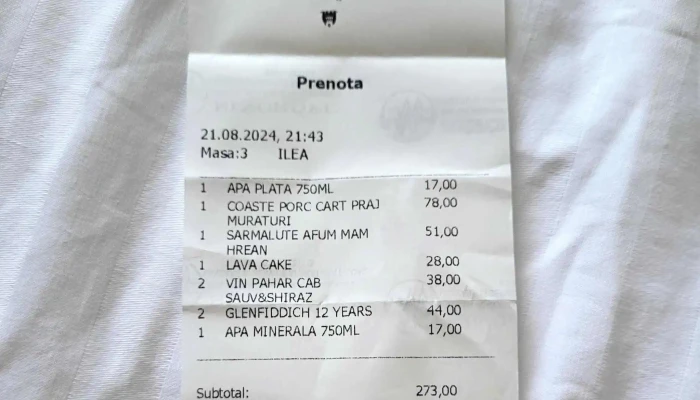 Prenota
21.08.2024, 21:43
Masa:3 ILEA
1 APA PLATA 750ML 17,00
1 COASTE PORC CART PRAJ 78,00
MURATURI
1 SARMALUTE AFUM MAM 51,00
HREAN
1 LAVA CAKE 28,00
2 VIN PAHAR CAB 38,00
SAUV&SHIRAZ
2 GLENFIDDICH 12 YEARS 44,00
1 APA MINERALA 750ML 17,00
Subtotal: 273,00